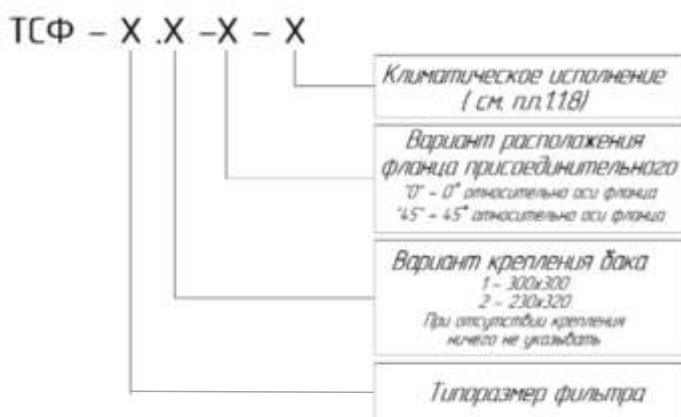 ТСФ - Х .Х -Х - Х
Климатическое исполнение
( см. п.п.1.1.8)
Вариант расположения
фланца присоединительного
"0" - 0° относительно оси фланца
"45" - 45° относительно оси фланца
Вариант крепления бака
1 - 300х300
2 - 230х320
При отсутствии крепления
ничего не указывать
Типоразмер фильтра